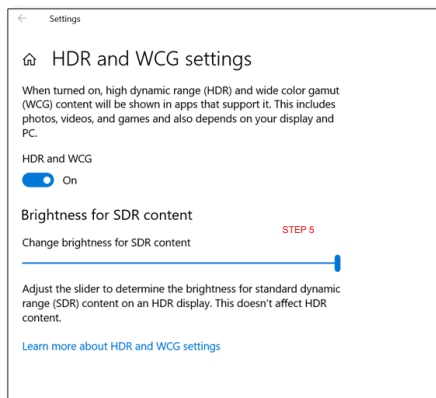 Settings
HDR and WCG settings
When turned on, high dynamic range (HDR) and wide color gamut
(WCG) content will be shown in apps that support it. This includes
photos, videos, and games and also depends on your display and
PC.
HDR and WCG
On
Brightness for SDR content
STEP 5
Change brightness for SDR content
Adjust the slider to determine the brightness for standard dynamic
range (SDR) content on an HDR display. This doesn't affect HDR
content.
Learn more about HDR and WCG settings